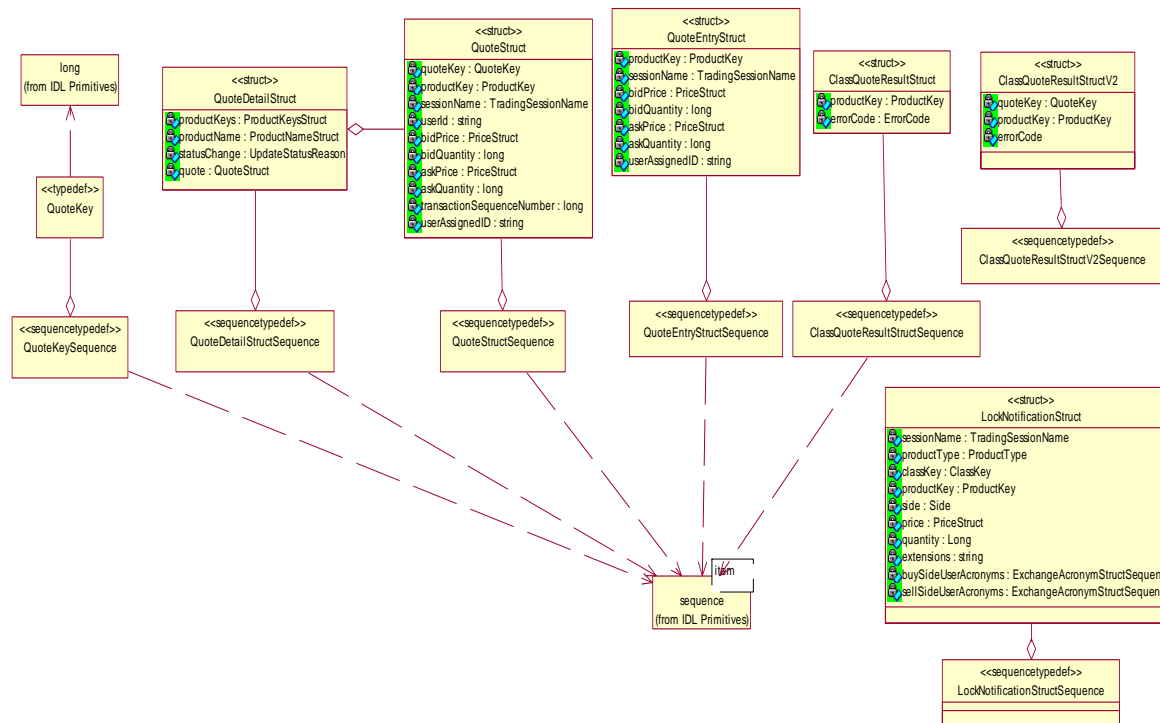 long
(from IDL Primitives)
<<typedef>>
QuoteKey
<<sequencetypedef>>
QuoteKeySequence
<<struct>>
QuoteDetailStruct
productKeys : ProductKeysStruct
productName : ProductNameStruct
statusChange : UpdateStatusReason
quote : QuoteStruct
<<sequencetypedef>>
QuoteDetailStructSequence
<<struct>>
QuoteStruct
quoteKey : QuoteKey
productKey : ProductKey
sessionName : TradingSessionName
userId : string
bidPrice : PriceStruct
bidQuantity : long
askPrice : PriceStruct
askQuantity : long
transactionSequenceNumber : long
userAssignedID : string
<<sequencetypedef>>
QuoteStructSequence
<<struct>>
QuoteEntryStruct
productKey : ProductKey
sessionName : TradingSessionName
bidPrice : PriceStruct
bidQuantity : long
askPrice : PriceStruct
askQuantity : long
userAssignedID : string
<<sequencetypedef>>
QuoteEntryStructSequence
<<struct>>
ClassQuoteResultStruct
productKey : ProductKey
errorCode : ErrorCode
<<sequencetypedef>>
ClassQuoteResultStructSequence
<<struct>>
ClassQuoteResultStructV2
quoteKey : QuoteKey
productKey : ProductKey
errorCode
<<sequencetypedef>>
ClassQuoteResultStructV2Sequence
item
sequence
(from IDL Primitives)
<<struct>>
LockNotificationStruct
sessionName : TradingSessionName
productType : ProductType
classKey : ClassKey
productKey : ProductKey
side : Side
price : PriceStruct
quantity : Long
extensions : string
buySideUserAcronyms : ExchangeAcronymStructSequen
sellSideUserAcronyms : ExchangeAcronymStructSequen
<<sequencetypedef>>
LockNotificationStructSequence